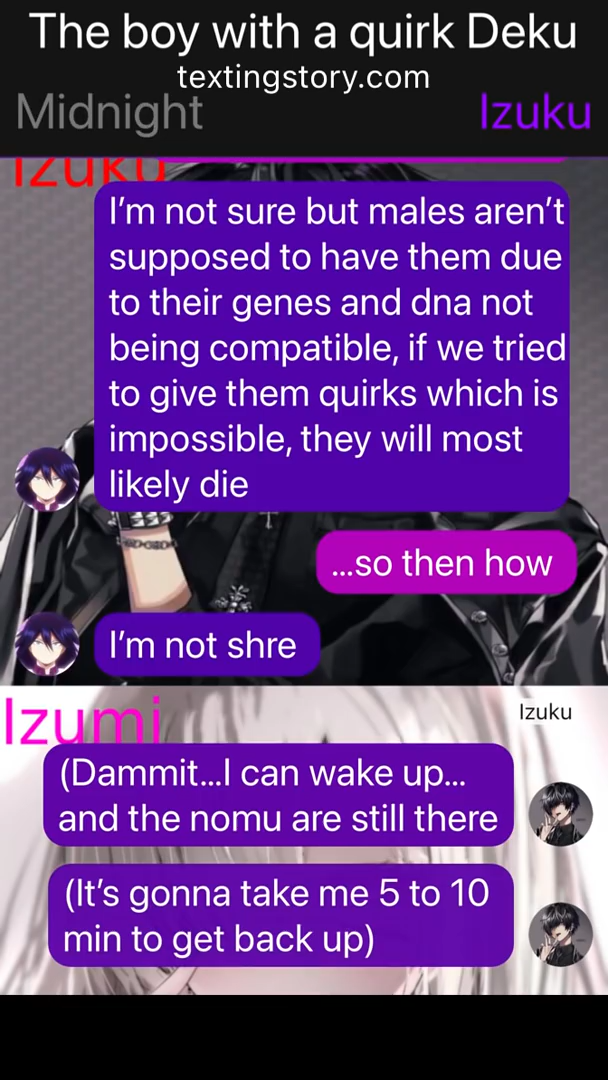 The boy with a quirk Deku
textingstory.com
Midnight
Izuku
Izuku
I'm not sure but males aren't
supposed to have them due
to their genes and dna not
being compatible, if we tried
to give them quirks which is
impossible, they will most
likely die
...so then how
I'm not shre
Izumi
Izuku
(Dammit...I can wake up...
and the nomu are still there
(It's gonna take me 5 to 10
min to get back up)